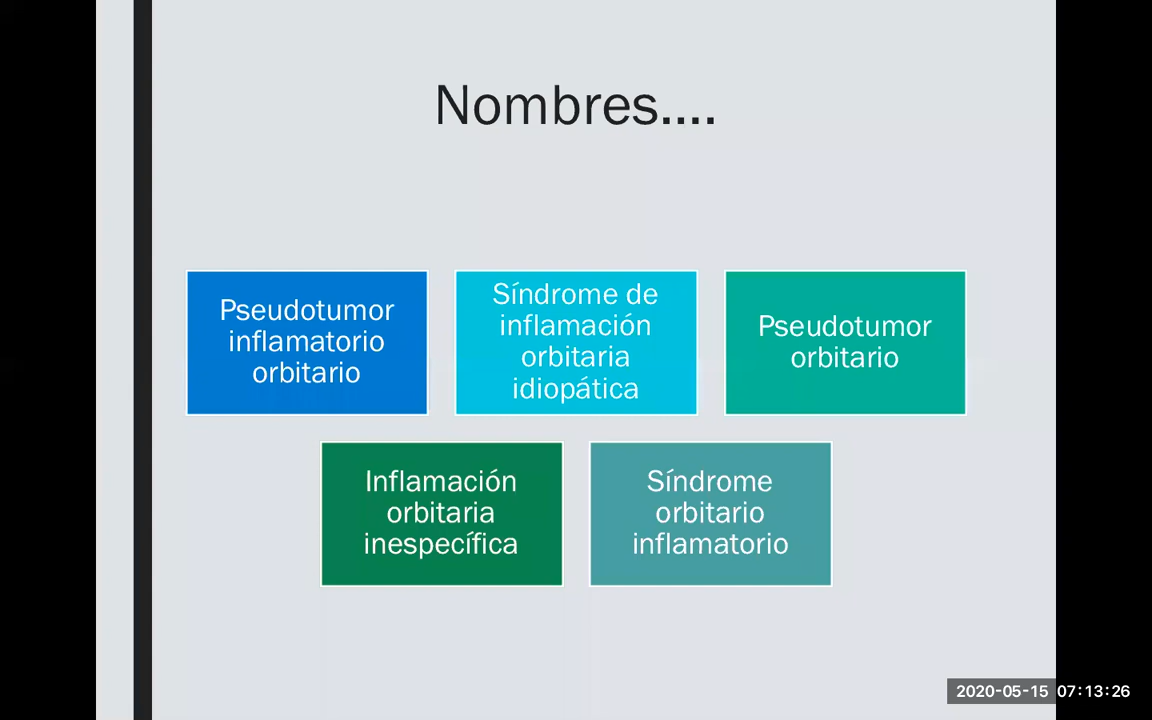 Nombres....
Pseudotumor
inflamatorio
orbitario
Síndrome de
inflamación
orbitaria
idiopática
Pseudotumor
orbitario
Inflamación
orbitaria
inespecífica
Síndrome
orbitario
inflamatorio
2020-05-15 07:13:26